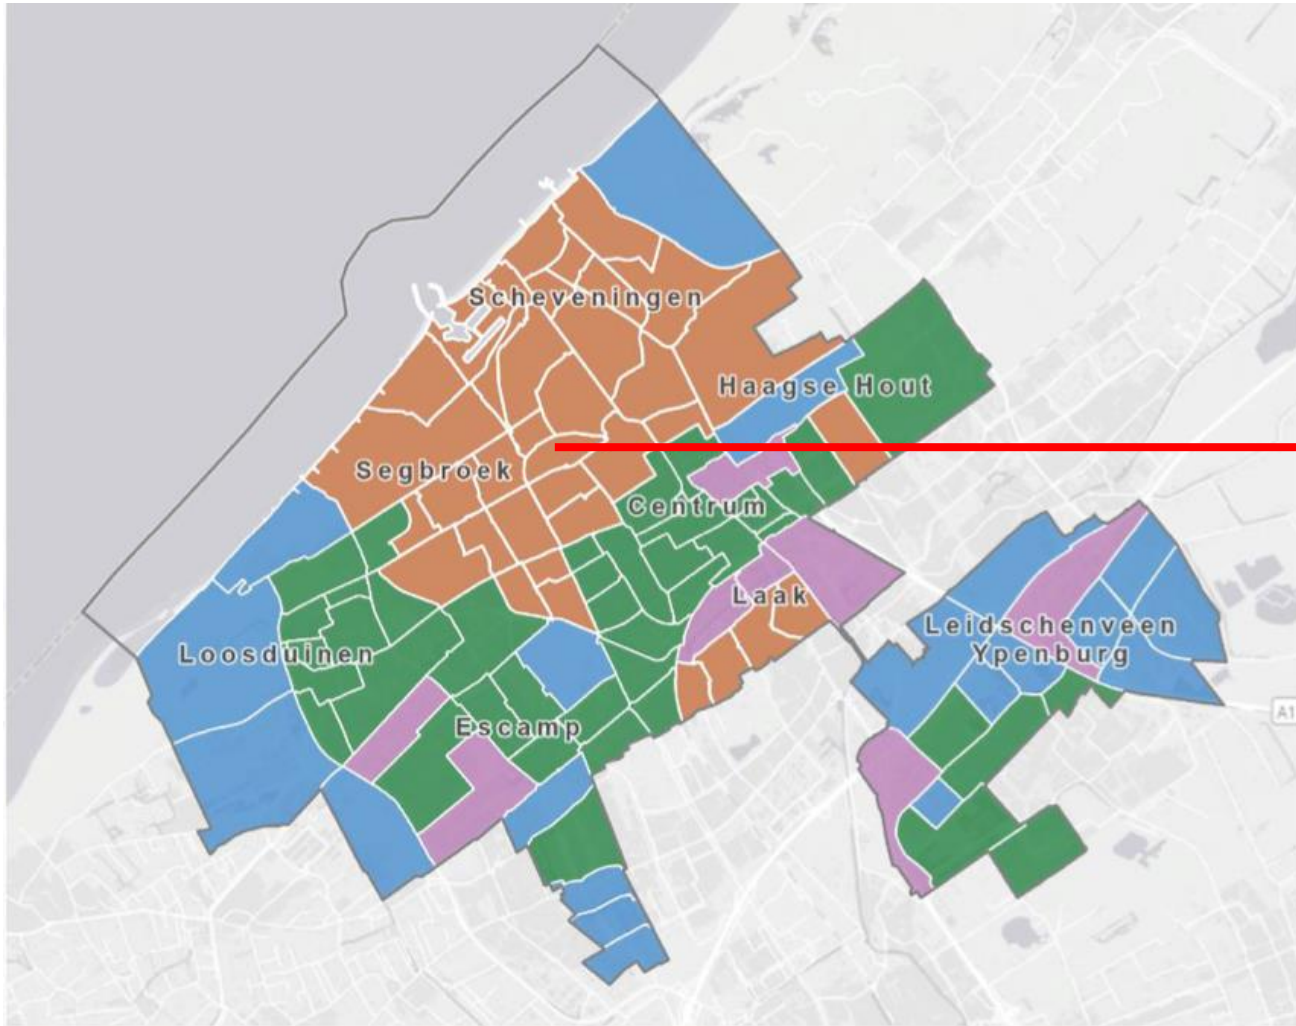 Scheveningen
Haagse Hout
Segbroek
Centrum
Laak
Leidschenveen
Ypenburg
Loosduinen
Escamp
A1